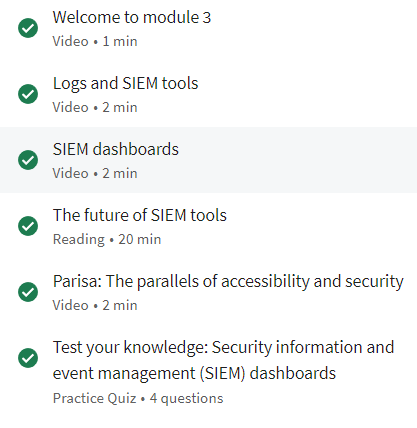 Welcome to module 3
Video • 1 min
Logs and SIEM tools
Video • 2 min
SIEM dashboards
Video • 2 min
The future of SIEM tools
Reading • 20 min
Parisa: The parallels of accessibility and security
Video • 2 min
Test your knowledge: Security information and
event management (SIEM) dashboards
Practice Quiz • 4 questions